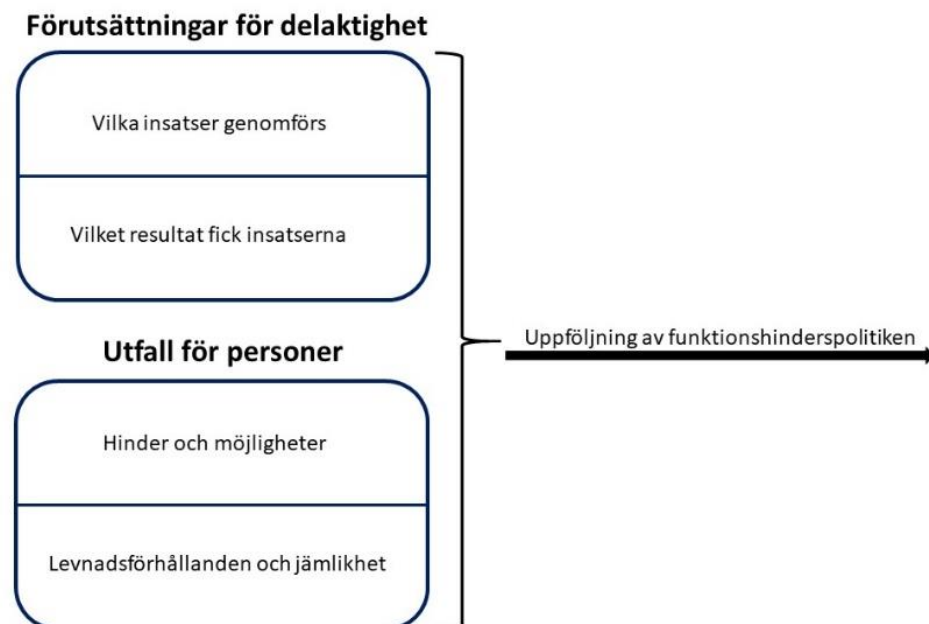 Förutsättningar för delaktighet
Vilka insatser genomförs
Vilket resultat fick insatserna
Utfall för personer
Hinder och möjligheter
Levnadsförhållanden och jämlikhet
Uppföljning av funktionshinderspolitiken